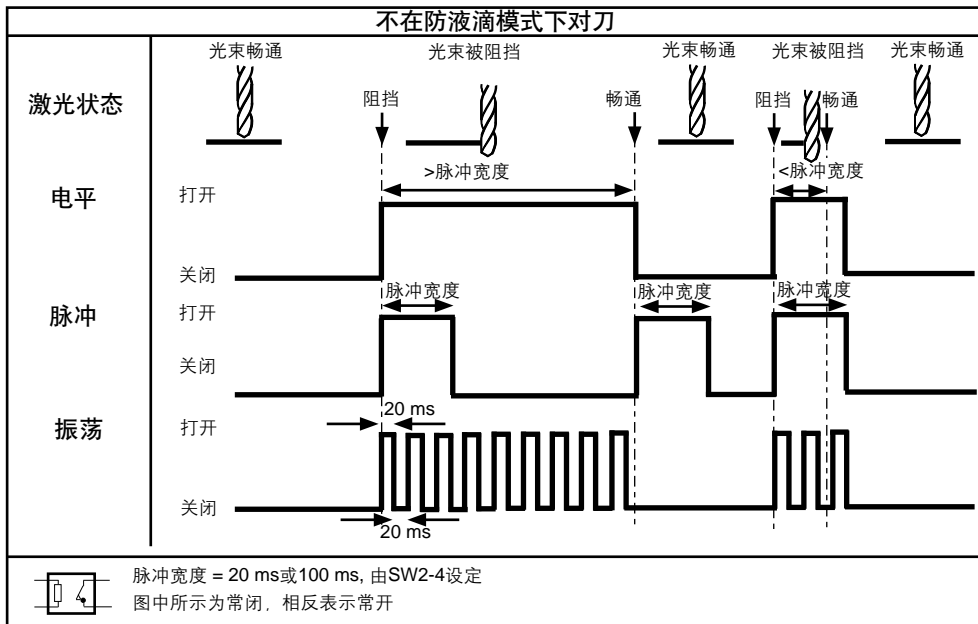 不在防液滴模式下对刀
光束畅通 光束被阻挡 光束畅通 光束被阻挡 光束畅通
激光状态 阻挡 畅通 阻挡 畅通
>脉冲宽度 <脉冲宽度
电平 打开
关闭
脉冲宽度 脉冲宽度 脉冲宽度
脉冲 打开
关闭
20 ms
振荡 打开
关闭
20 ms
脉冲宽度 = 20 ms或100 ms, 由SW2-4设定
图中所示为常闭，相反表示常开